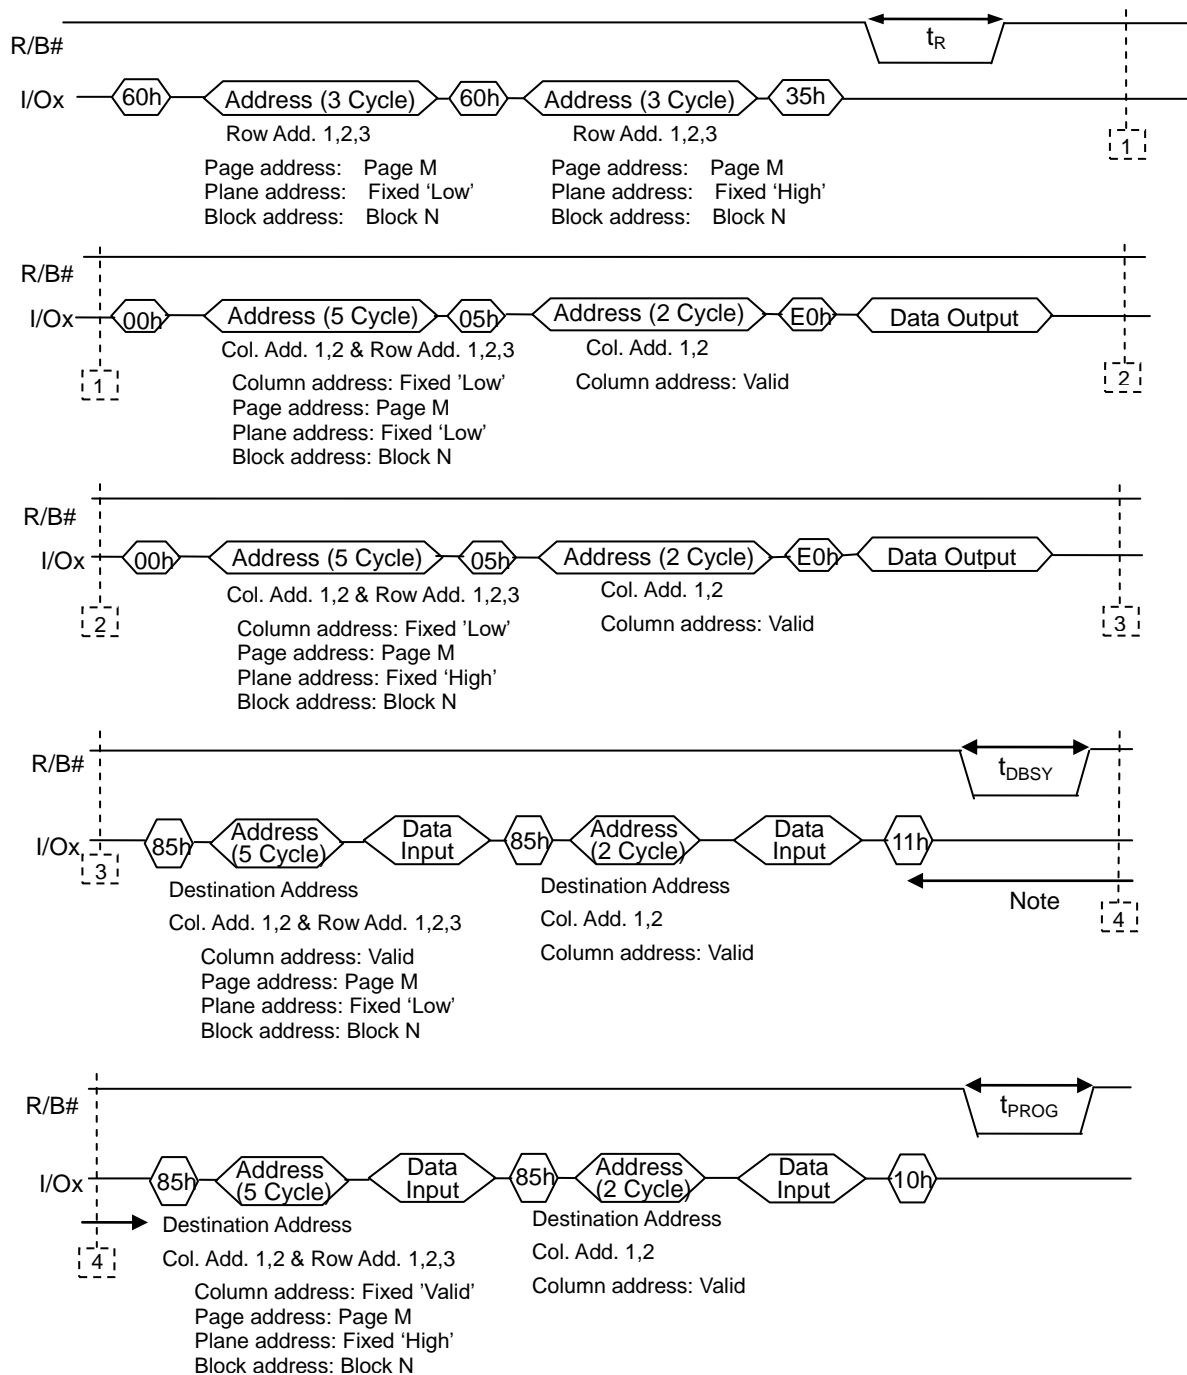 R/B#
tR
I/Ox 60h Address (3 Cycle) 60h Address (3 Cycle) 35h
Row Add. 1,2,3 Row Add. 1,2,3
1
Page address: Page M Page address: Page M
Plane address: Fixed ‘Low’ Plane address: Fixed ‘High’
Block address: Block N Block address: Block N
R/B#
I/Ox 00h Address (5 Cycle) 05h Address (2 Cycle) E0h Data Output
Col. Add. 1,2 & Row Add. 1,2,3 Col. Add. 1,2
1 2
Column address: Fixed ’Low’ Column address: Valid
Page address: Page M
Plane address: Fixed ‘Low’
Block address: Block N
R/B#
I/Ox 00h Address (5 Cycle) 05h Address (2 Cycle) E0h Data Output
Col. Add. 1,2 & Row Add. 1,2,3 Col. Add. 1,2
2 3
Column address: Fixed ’Low’ Column address: Valid
Page address: Page M
Plane address: Fixed ‘High’
Block address: Block N
R/B#
tDBSY
I/Ox 85h Address (5 Cycle) Data Input 85h Address (2 Cycle) Data Input 11h
3
Destination Address Destination Address
Note
4
Col. Add. 1,2 & Row Add. 1,2,3 Col. Add. 1,2
Column address: Valid Column address: Valid
Page address: Page M
Plane address: Fixed ‘Low’
Block address: Block N
R/B#
tPROG
I/Ox 85h Address (5 Cycle) Data Input 85h Address (2 Cycle) Data Input 10h
Destination Address Destination Address
4
Col. Add. 1,2 & Row Add. 1,2,3 Col. Add. 1,2
Column address: Fixed ’Valid’ Column address: Valid
Page address: Page M
Plane address: Fixed ‘High’
Block address: Block N